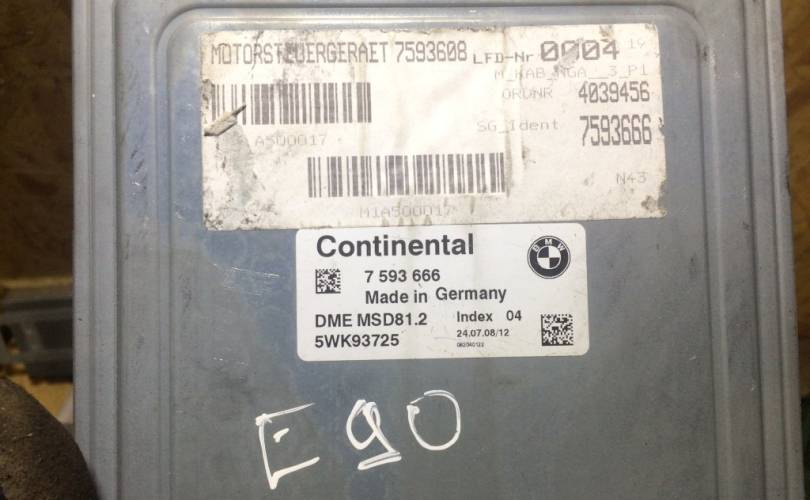 MOTORSTEUERGERAET 7593608 LFD-Nr 0004
M_KAB_NGA__3_P1
ORDNR 4039456
A500017
SG_Ident 7593666
N43
M1A500017
Continental
BMW
7 593 666
Made in Germany
DME MSD81.2 Index 04
5WK93725 24.07.08/12
E90